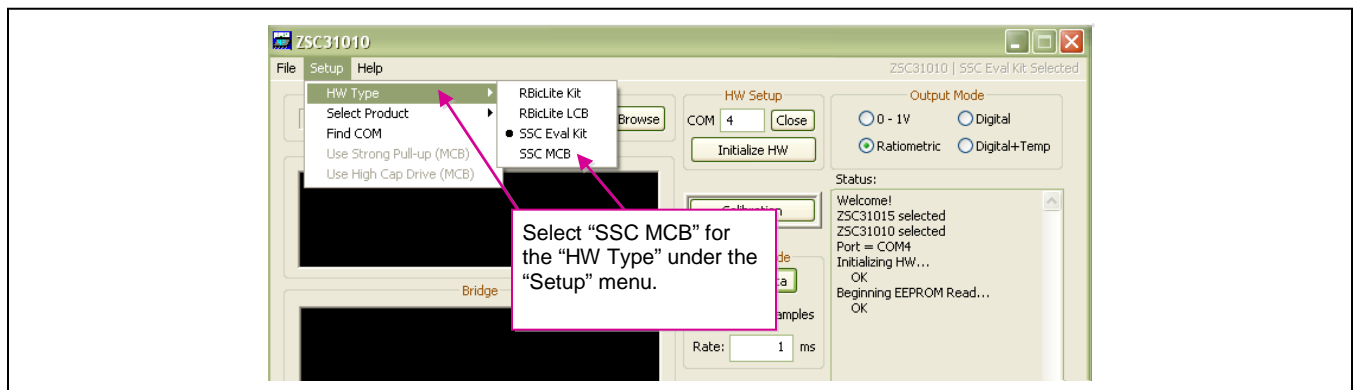 ZSC31010
File Setup Help
ZSC31010 | SSC Eval Kit Selected
HW Type
Select Product
Find COM
Use Strong Pull-up (MCB)
Use High Cap Drive (MCB)
RBicLite Kit
RBicLite LCB
SSC Eval Kit
SSC MCB
Browse
HW Setup
COM 4 Close
Initialize HW
Output Mode
0 - 1V Digital
Ratiometric Digital+Temp
Status:
Welcome!
ZSC31015 selected
ZSC31010 selected
Port = COM4
Initializing HW...
OK
Beginning EEPROM Read...
OK
Select “SSC MCB” for
the “HW Type” under the
“Setup” menu.
Bridge
Rate: 1 ms